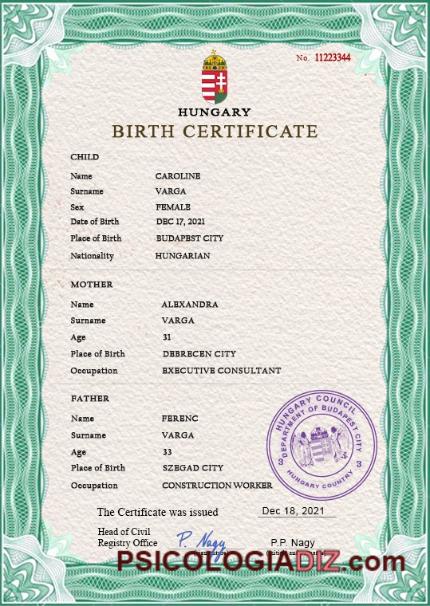 No. 11223344
HUNGARY
BIRTH CERTIFICATE
CHILD
Name CAROLINE
Surname VARGA
Sex FEMALE
Date of Birth DEC 17, 2021
Place of Birth BUDAPEST CITY
Nationality HUNGARIAN
MOTHER
Name ALEXANDRA
Surname VARGA
Age 31
Place of Birth DEBRECEN CITY
Occupation EXECUTIVE CONSULTANT
FATHER
Name FERENC
Surname VARGA
Age 33
Place of Birth SZEGAD CITY
Occupation CONSTRUCTION WORKER
HUNGARY COUNCIL
DEPARTMENT OF BUDAPEST CITY
HUNGARY COUNTRY
The Certificate was issued Dec 18, 2021
Head of Civil
Registry Office P. Nagy P.P. Nagy
PSICOLOGIADIZ.com